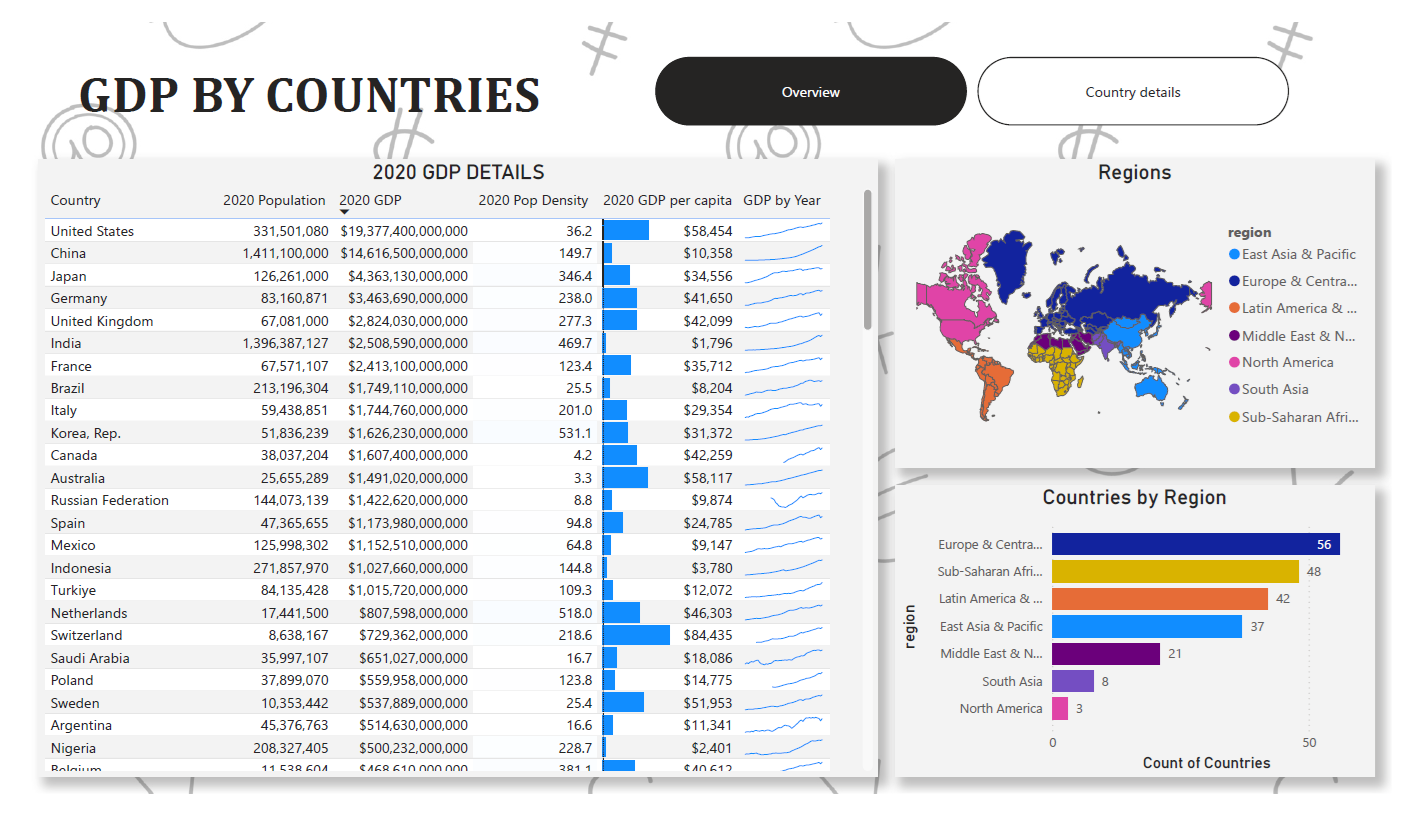 GDP BY COUNTRIES
Overview
Country details
2020 GDP DETAILS
Country 2020 Population 2020 GDP 2020 Pop Density 2020 GDP per capita GDP by Year
United States 331,501,080 $19,377,400,000,000 36.2 $58,454
China 1,411,100,000 $14,616,500,000,000 149.7 $10,358
Japan 126,261,000 $4,363,130,000,000 346.4 $34,556
Germany 83,160,871 $3,463,690,000,000 238.0 $41,650
United Kingdom 67,081,000 $2,824,030,000,000 277.3 $42,099
India 1,396,387,127 $2,508,590,000,000 469.7 $1,796
France 67,571,107 $2,413,100,000,000 123.4 $35,712
Brazil 213,196,304 $1,749,110,000,000 25.5 $8,204
Italy 59,438,851 $1,744,760,000,000 201.0 $29,354
Korea, Rep. 51,836,239 $1,626,230,000,000 531.1 $31,372
Canada 38,037,204 $1,607,400,000,000 4.2 $42,259
Australia 25,655,289 $1,491,020,000,000 3.3 $58,117
Russian Federation 144,073,139 $1,422,620,000,000 8.8 $9,874
Spain 47,365,655 $1,173,980,000,000 94.8 $24,785
Mexico 125,998,302 $1,152,510,000,000 64.8 $9,147
Indonesia 271,857,970 $1,027,660,000,000 144.8 $3,780
Turkiye 84,135,428 $1,015,720,000,000 109.3 $12,072
Netherlands 17,441,500 $807,598,000,000 518.0 $46,303
Switzerland 8,638,167 $729,362,000,000 218.6 $84,435
Saudi Arabia 35,997,107 $651,027,000,000 16.7 $18,086
Poland 37,899,070 $559,958,000,000 123.8 $14,775
Sweden 10,353,442 $537,889,000,000 25.4 $51,953
Argentina 45,376,763 $514,630,000,000 16.6 $11,341
Nigeria 208,327,405 $500,232,000,000 228.7 $2,401
Belgium 11,538,604 $468,610,000,000 381.1 $40,612
Regions
region
East Asia & Pacific
Europe & Centra...
Latin America & ...
Middle East & N...
North America
South Asia
Sub-Saharan Afri...
Countries by Region
region
Europe & Centra... 56
Sub-Saharan Afri... 48
Latin America & ... 42
East Asia & Pacific 37
Middle East & N... 21
South Asia 8
North America 3
0 50
Count of Countries